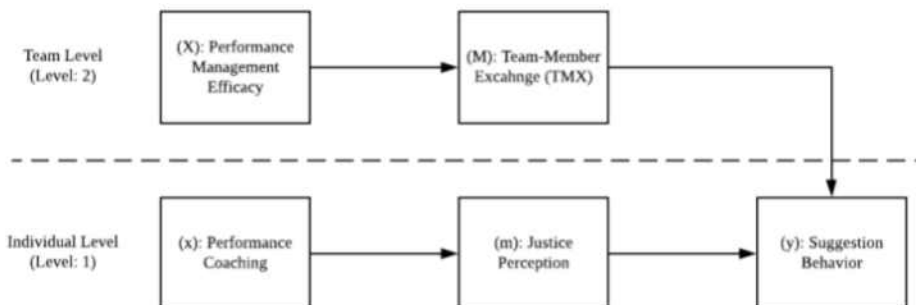 Team Level
(Level: 2)
(X): Performance
Management
Efficacy
(M): Team-Member
Excahnge (TMX)
Individual Level
(Level: 1)
(x): Performance
Coaching
(m): Justice
Perception
(y): Suggestion
Behavior